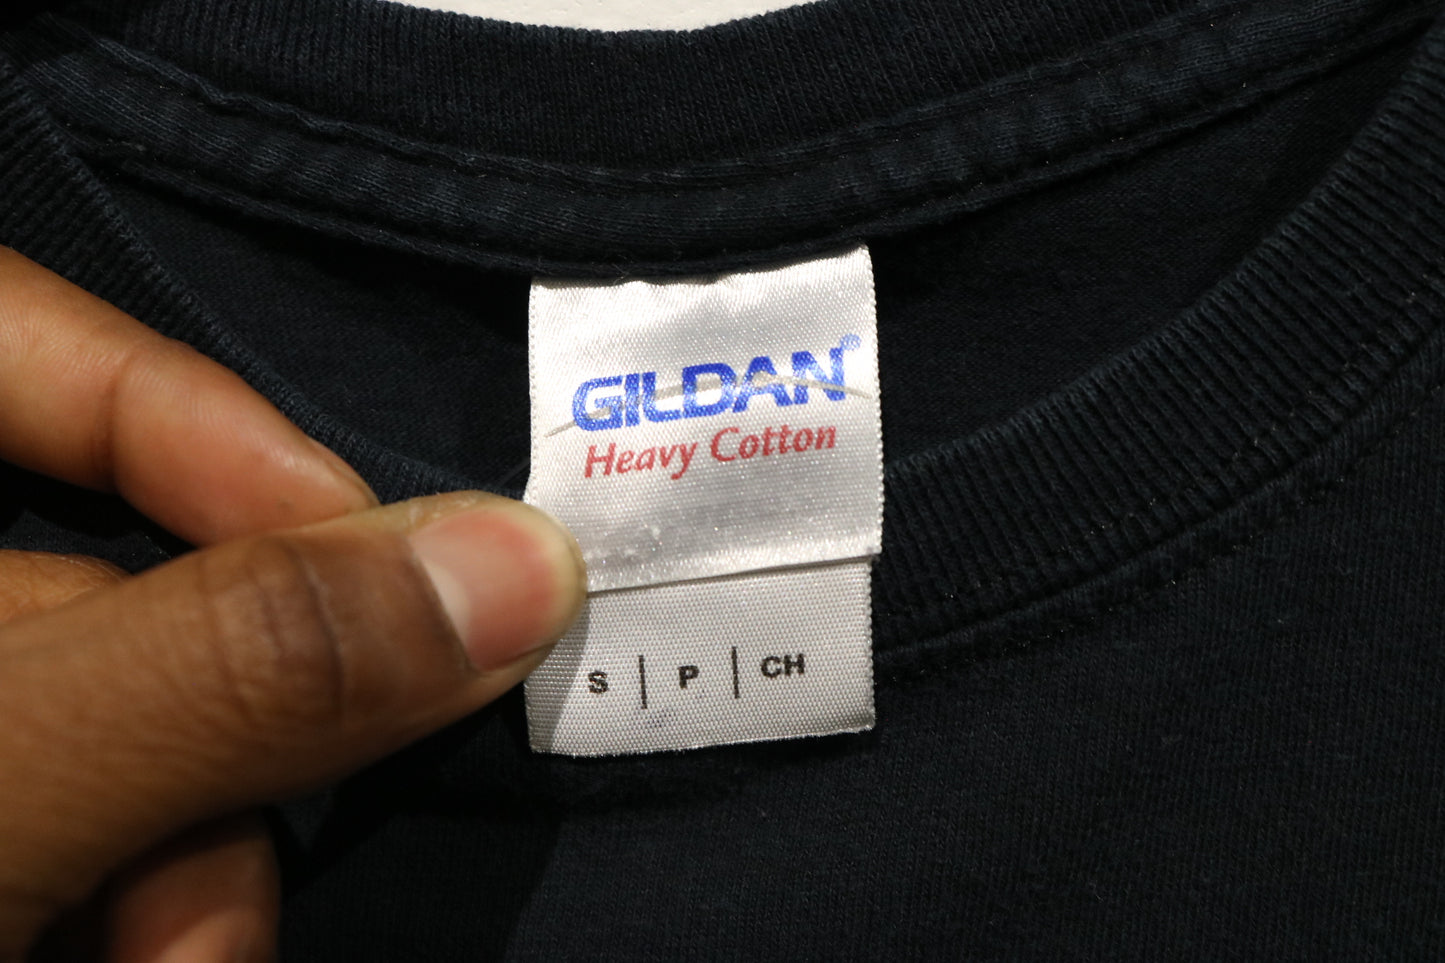 GILDAN®
Heavy Cotton
S | P | CH